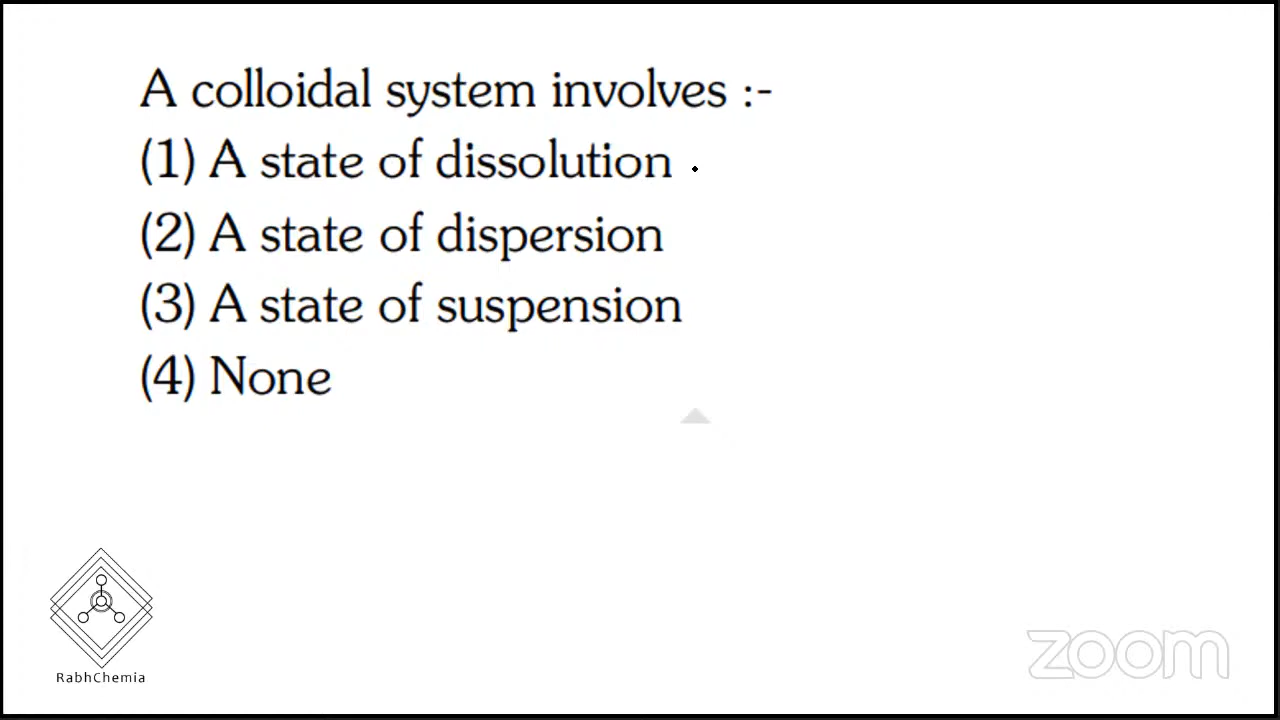 A colloidal system involves :-
(1) A state of dissolution
(2) A state of dispersion
(3) A state of suspension
(4) None
RabhChemia
zoom